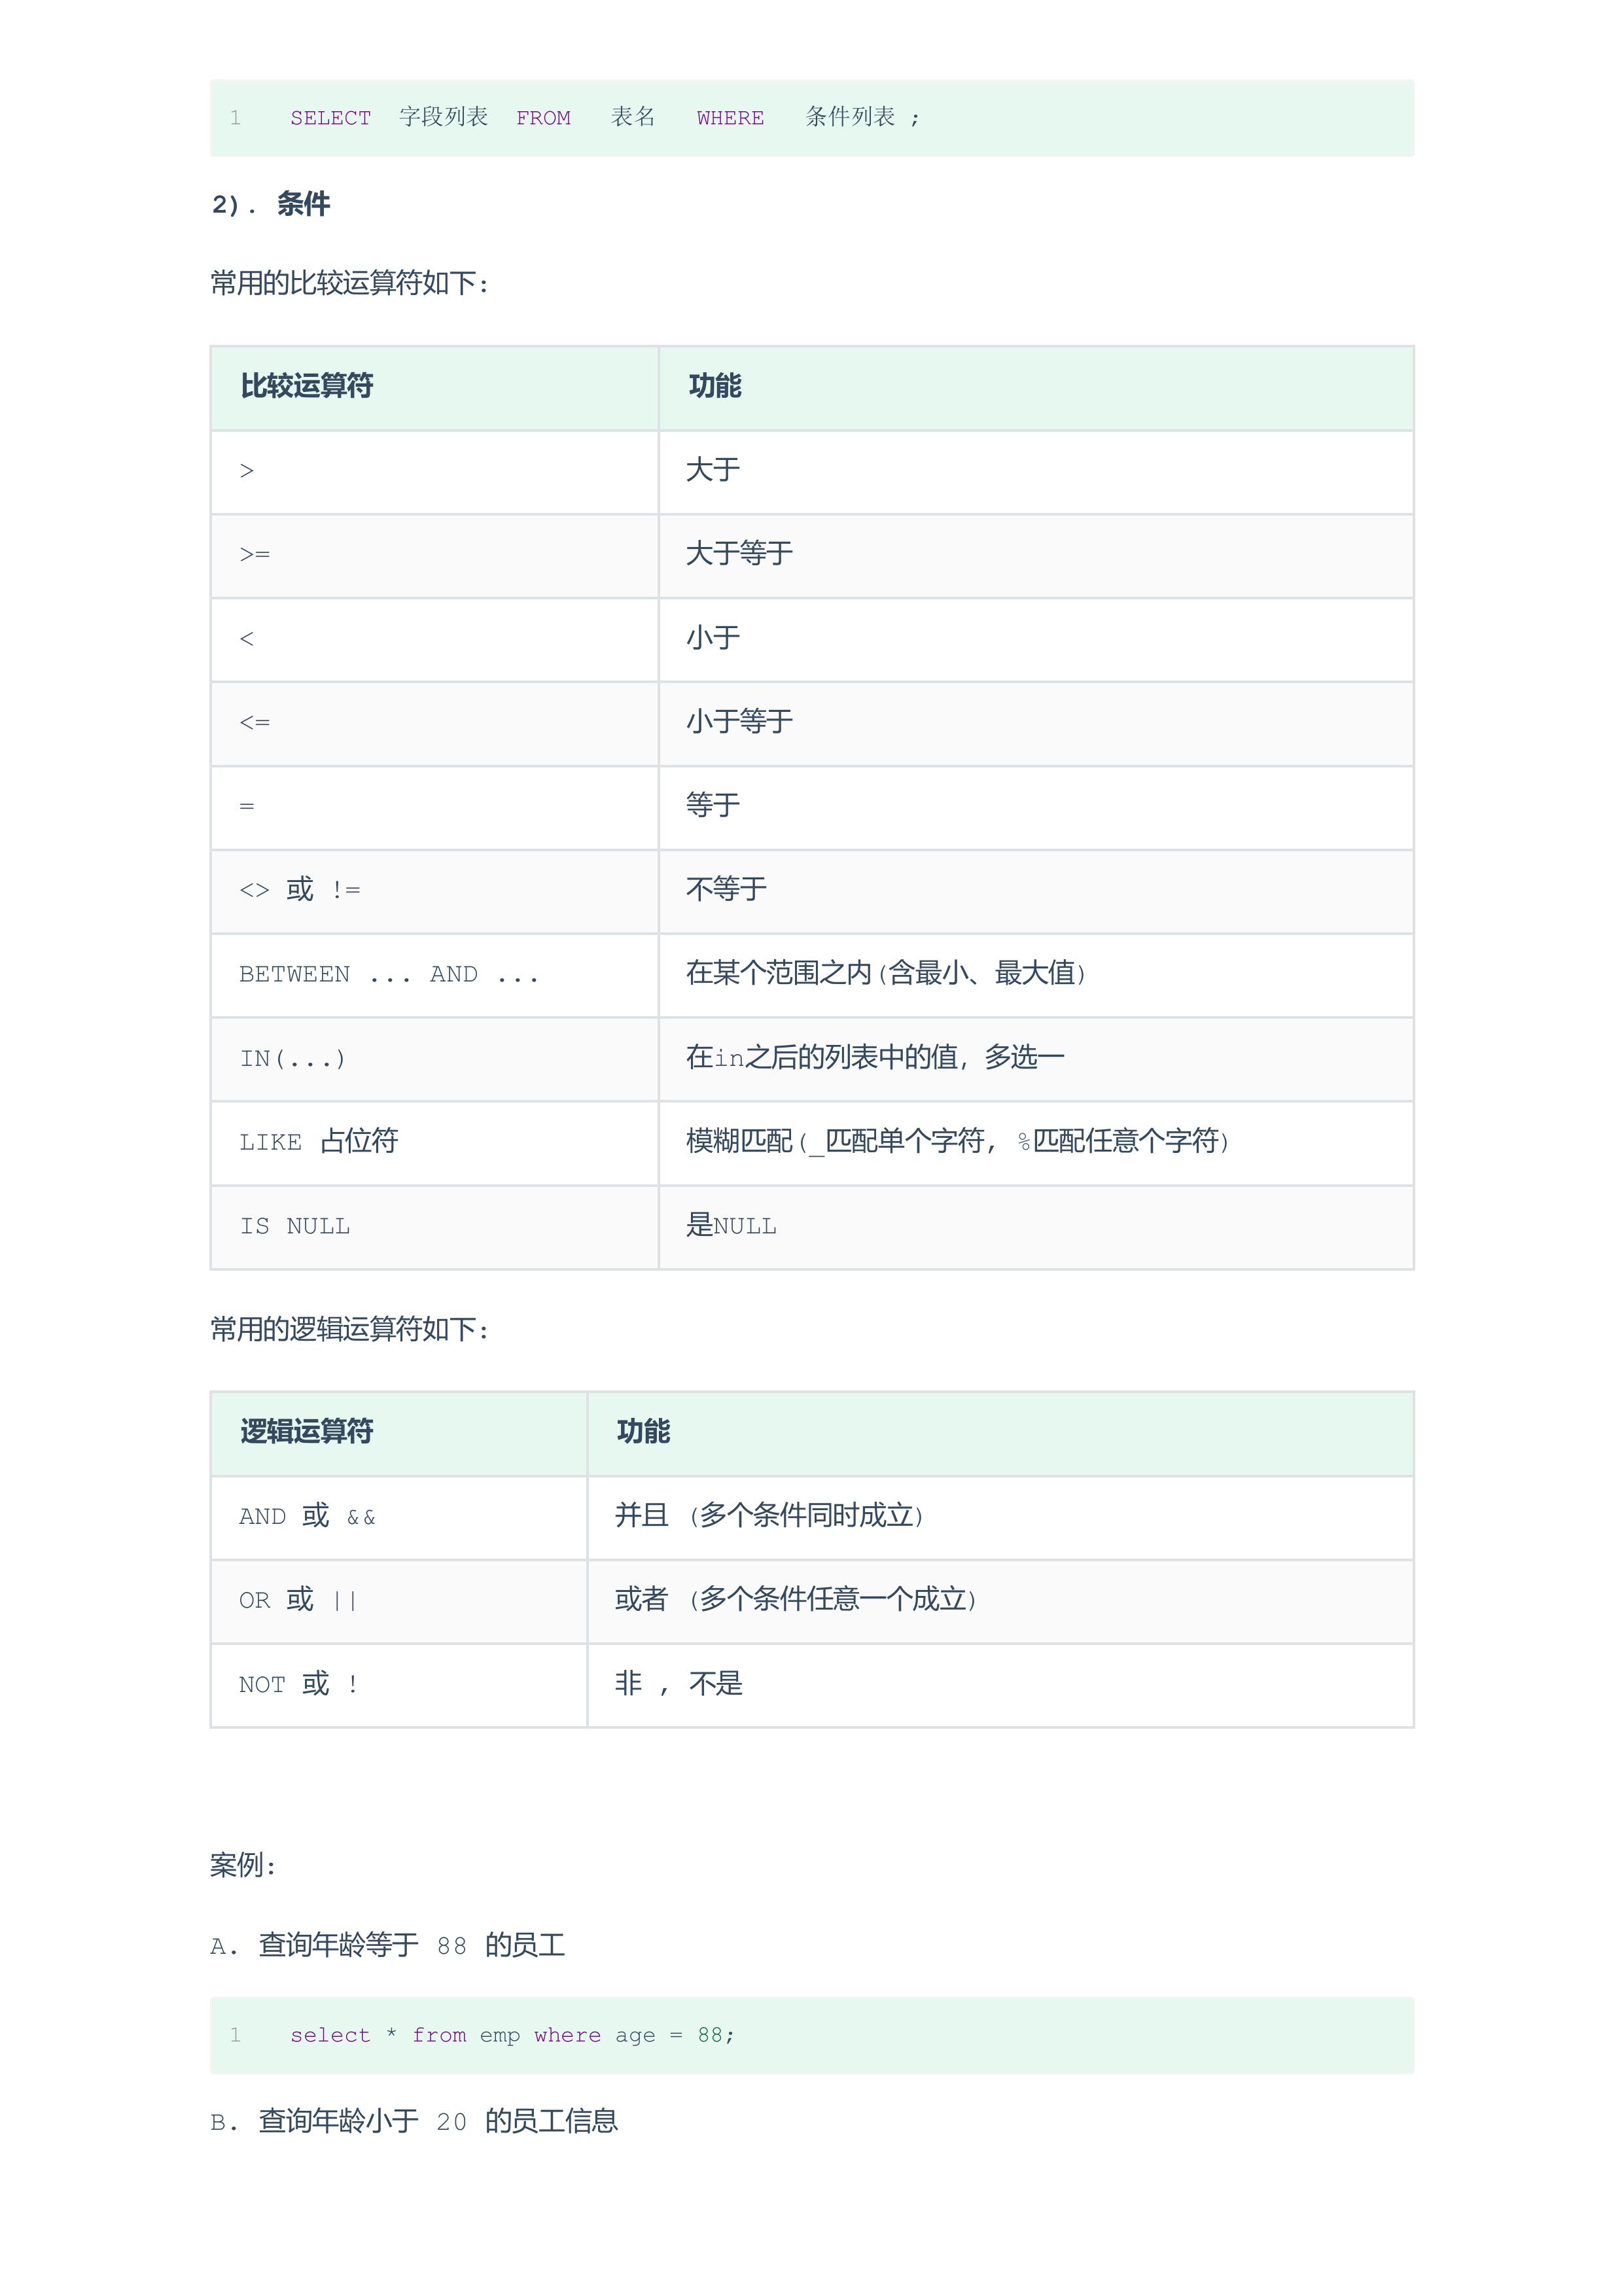 1 SELECT 字段列表 FROM 表名 WHERE 条件列表 ;
2). 条件
常用的比较运算符如下:
比较运算符 功能
> 大于
>= 大于等于
< 小于
<= 小于等于
= 等于
<> 或 != 不等于
BETWEEN ... AND ... 在某个范围之内(含最小、最大值)
IN(...) 在in之后的列表中的值，多选一
LIKE 占位符 模糊匹配(_匹配单个字符, %匹配任意个字符)
IS NULL 是NULL
常用的逻辑运算符如下:
逻辑运算符 功能
AND 或 && 并且 (多个条件同时成立)
OR 或 || 或者 (多个条件任意一个成立)
NOT 或 ! 非 , 不是
案例:
A. 查询年龄等于 88 的员工
1 select * from emp where age = 88;
B. 查询年龄小于 20 的员工信息